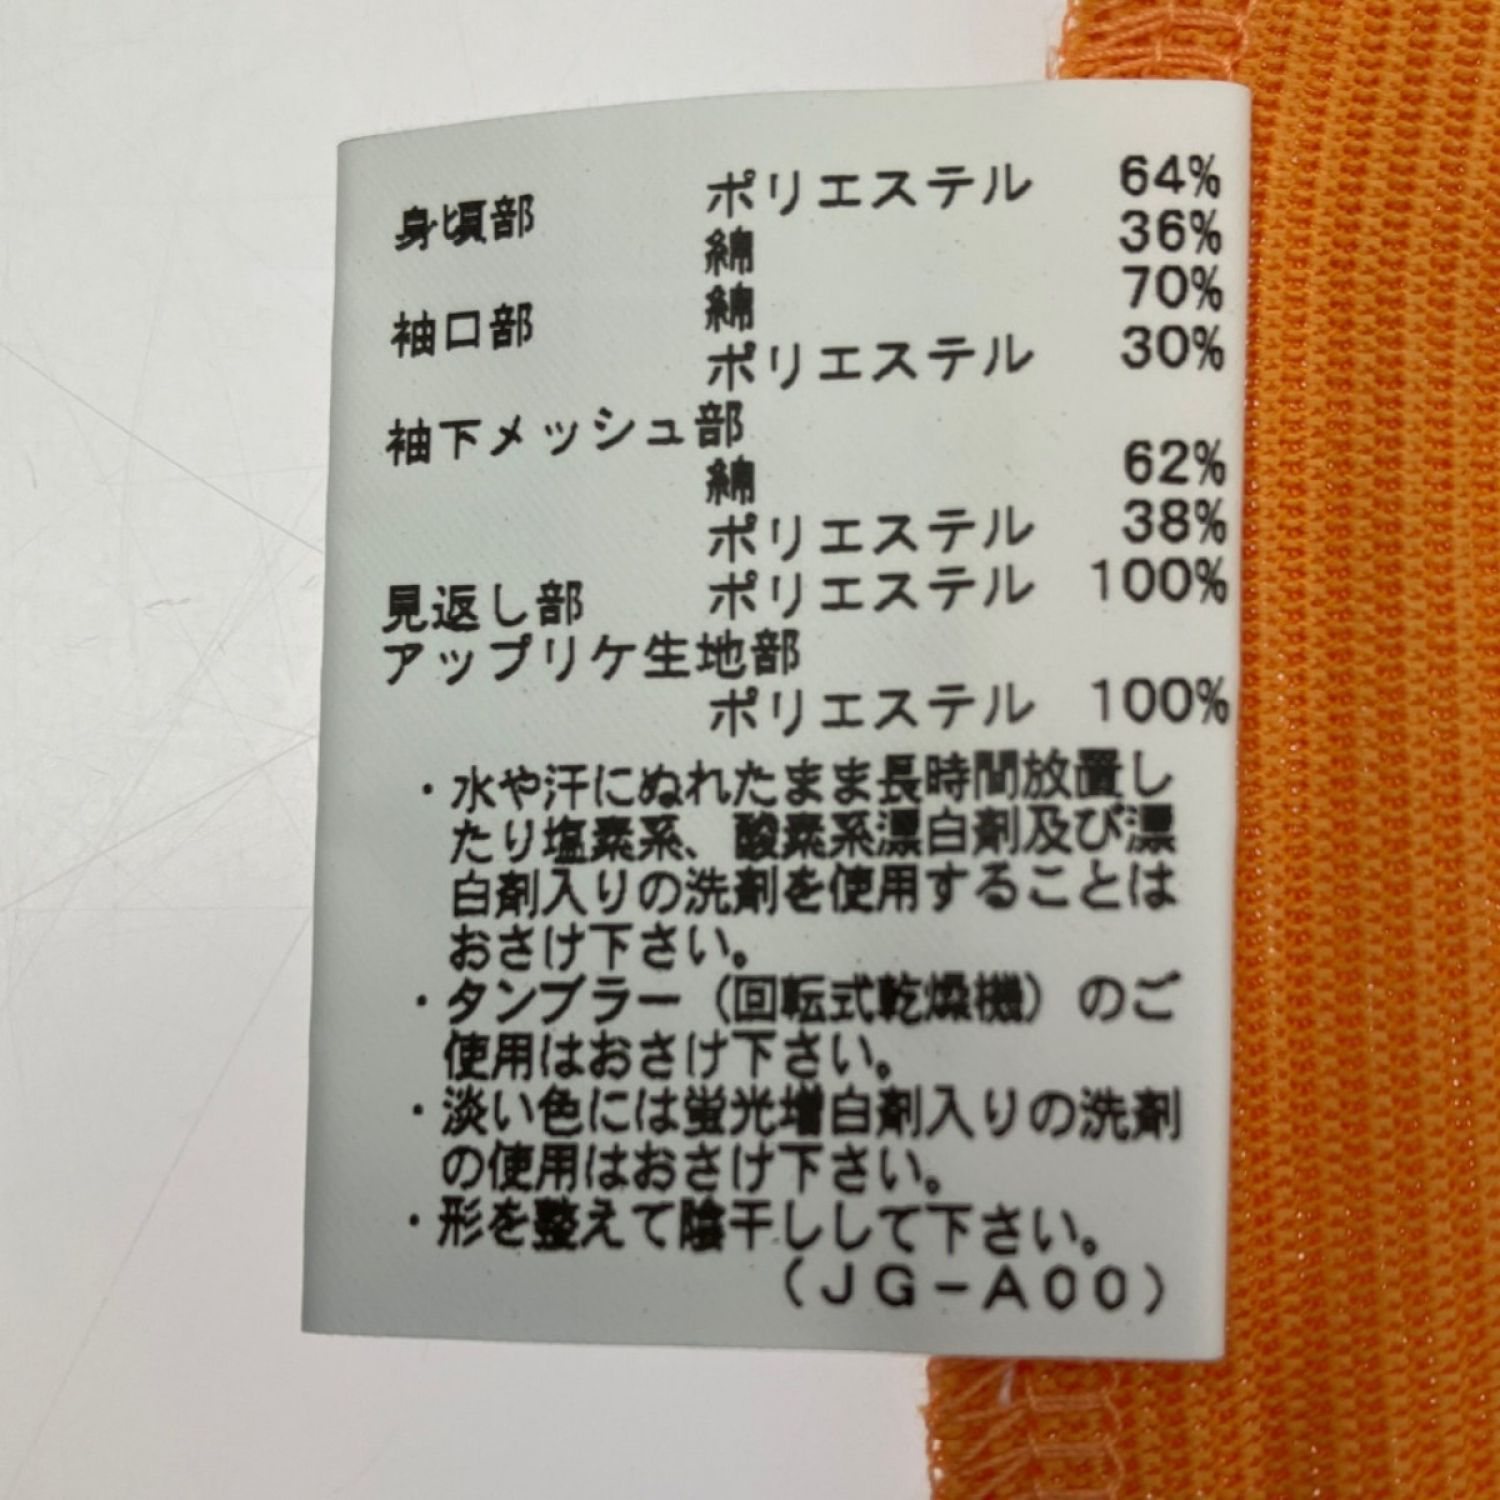 身頃部 ポリエステル 64%
綿 36%
袖口部 綿 70%
ポリエステル 30%
袖下メッシュ部
綿 62%
ポリエステル 38%
見返し部 ポリエステル 100%
アップリケ生地部
ポリエステル 100%
・水や汗にぬれたまま長時間放置し
たり塩素系、酸素系漂白剤及び漂
白剤入りの洗剤を使用することは
おさけ下さい。
・タンブラー(回転式乾燥機)のご
使用はおさけ下さい。
・淡い色には蛍光増白剤入りの洗剤
の使用はおさけ下さい。
・形を整えて陰干ししして下さい。
(JG-A00)